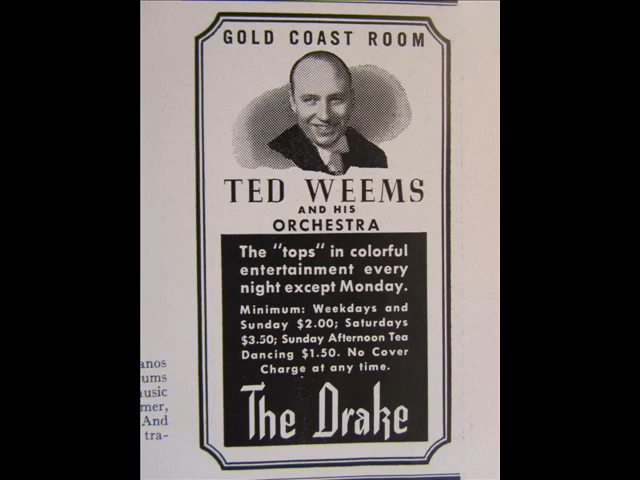 GOLD COAST ROOM
TED WEEMS
AND HIS
ORCHESTRA
The "tops" in colorful
entertainment every
night except Monday.
Minimum: Weekdays and
Sunday $2.00; Saturdays
$3.50; Sunday Afternoon Tea
Dancing $1.50. No Cover
Charge at any time.
The Drake
anos
ums
usic
mer,
And
tra-